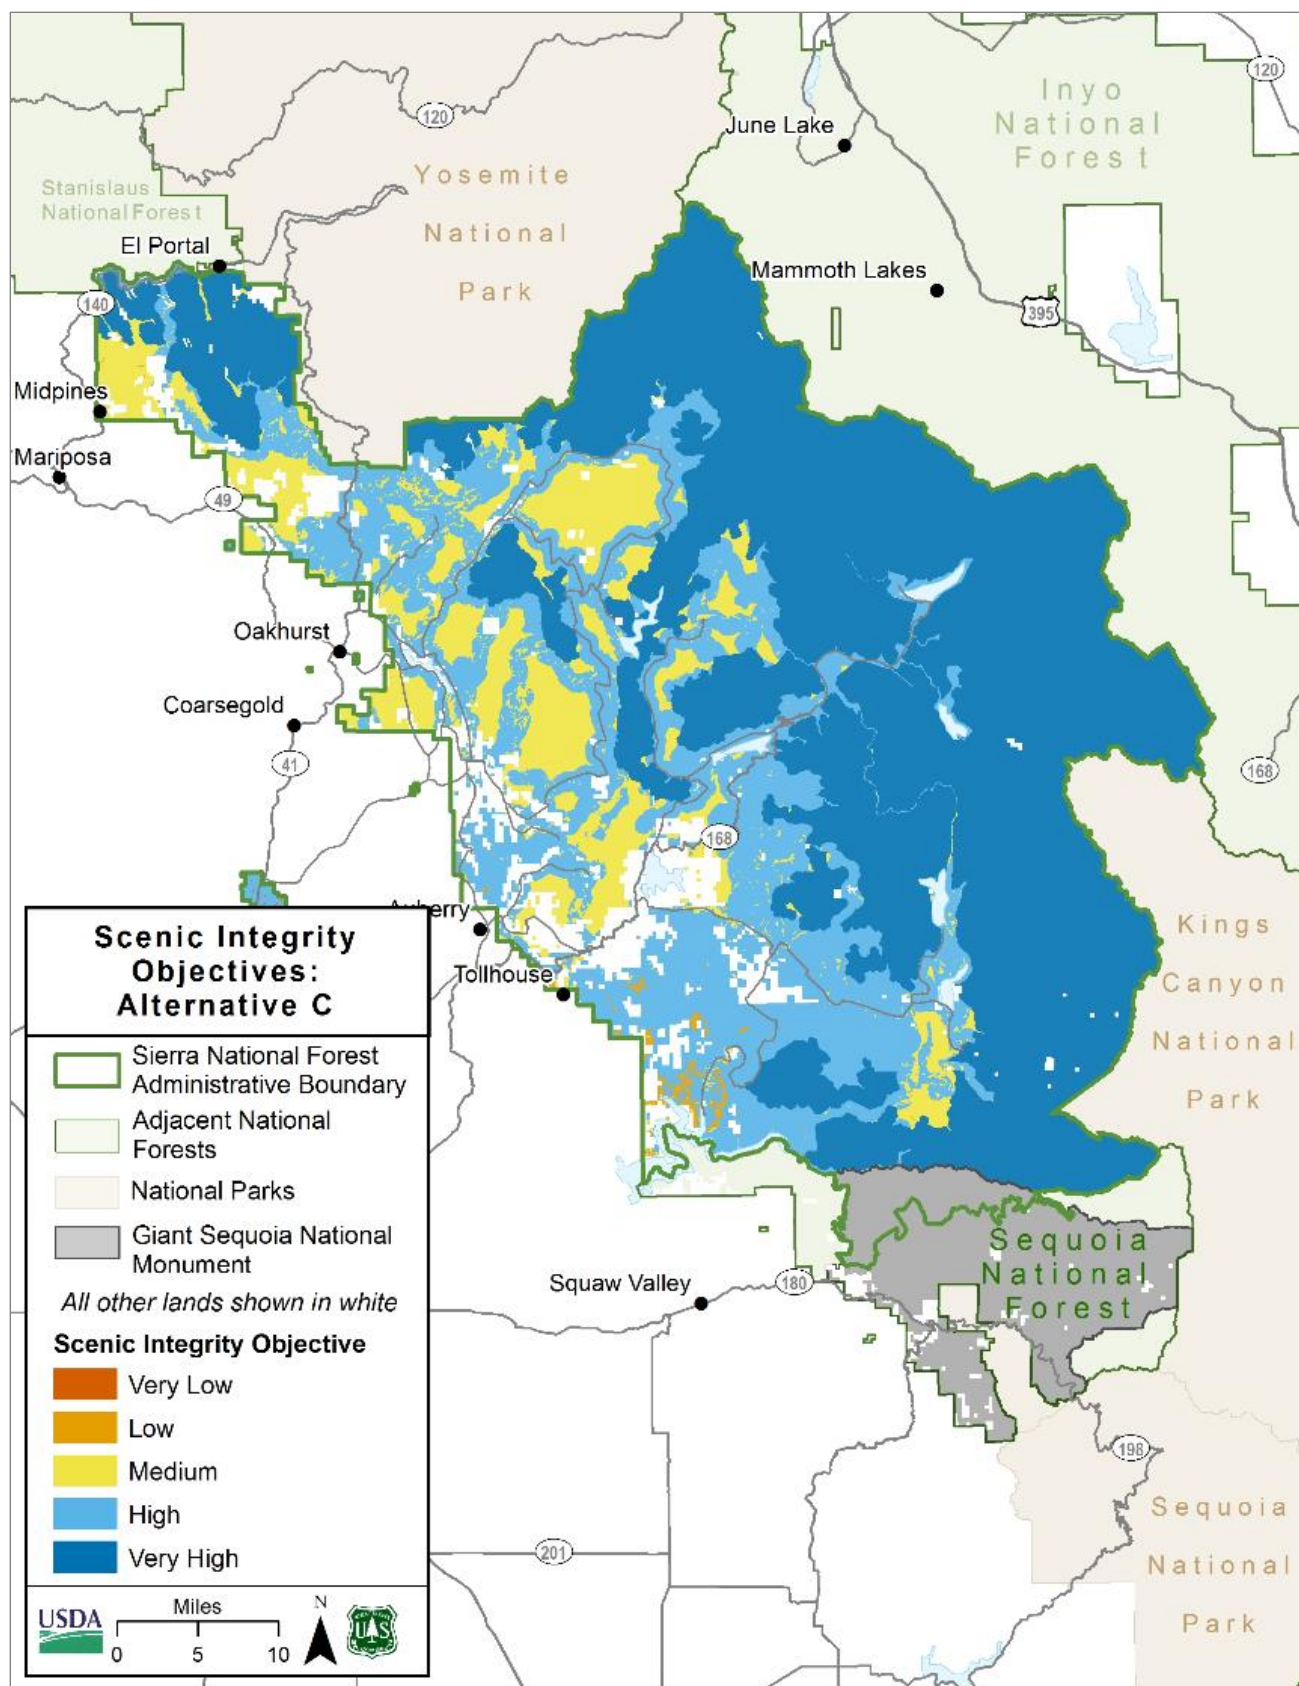 120
120
Inyo
National
Forest
June Lake
Yosemite
National
Park
Stanislaus
National Forest
El Portal
Mammoth Lakes
140
395
Midpines
Mariposa
49
Oakhurst
Coarsegold
41
168
168
Auberry
Tollhouse
Kings
Canyon
National
Park
Scenic Integrity
Objectives:
Alternative C
Sierra National Forest
Administrative Boundary
Adjacent National
Forests
National Parks
Giant Sequoia National
Monument
All other lands shown in white
Scenic Integrity Objective
Very Low
Low
Medium
High
Very High
USDA
Miles
0 5 10
N
U S
Sequoia
National
Forest
Squaw Valley
180
198
201
Sequoia
National
Park